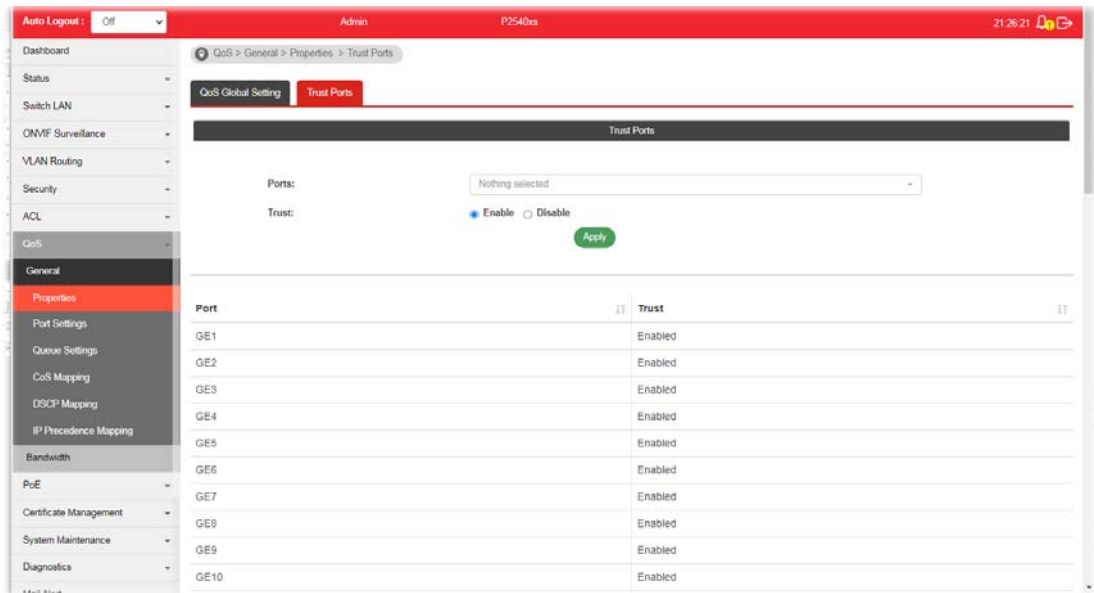 Auto Logout : Off Admin P2540xs 21:26:21
Dashboard
Status
Switch LAN
ONVIF Surveillance
VLAN Routing
Security
ACL
QoS
General
Properties
Port Settings
Queue Settings
CoS Mapping
DSCP Mapping
IP Precedence Mapping
Bandwidth
PoE
Certificate Management
System Maintenance
Diagnostics
QoS > General > Properties > Trust Ports
QoS Global Setting Trust Ports
Trust Ports
Ports: Nothing selected
Trust: Enable Disable
Apply
Port Trust
GE1 Enabled
GE2 Enabled
GE3 Enabled
GE4 Enabled
GE5 Enabled
GE6 Enabled
GE7 Enabled
GE8 Enabled
GE9 Enabled
GE10 Enabled